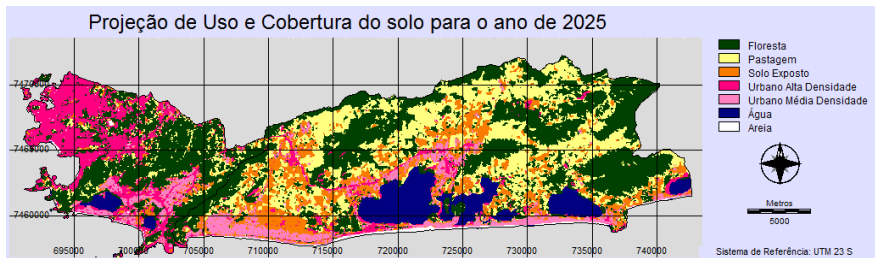 Projeção de Uso e Cobertura do solo para o ano de 2025
Floresta
Pastagem
Solo Exposto
Urbano Alta Densidade
Urbano Média Densidade
Água
Areia
7470000
7465000
7460000
695000 700000 705000 710000 715000 720000 725000 730000 735000 740000
Metros
5000
Sistema de Referência: UTM 23 S